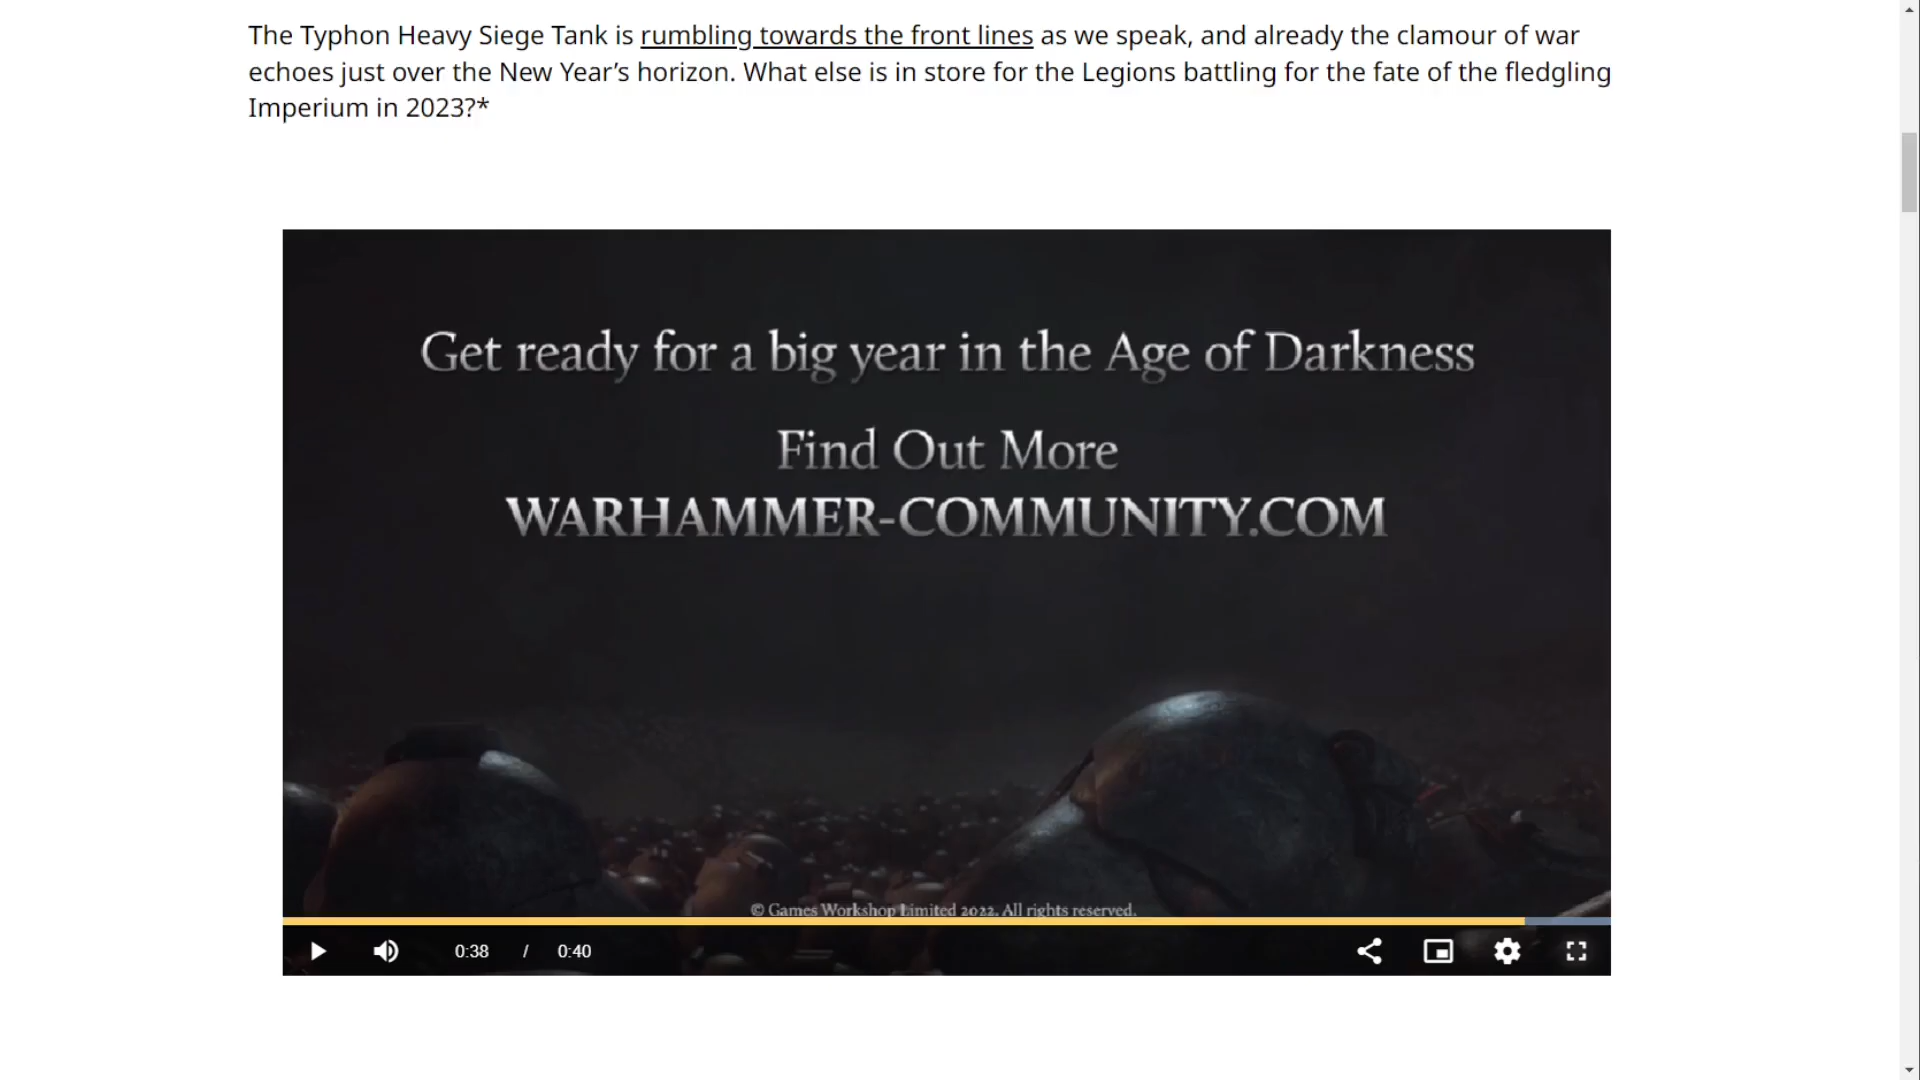 The Typhon Heavy Siege Tank is rumbling towards the front lines as we speak, and already the clamour of war
echoes just over the New Year’s horizon. What else is in store for the Legions battling for the fate of the fledgling
Imperium in 2023?*
Get ready for a big year in the Age of Darkness
Find Out More
WARHAMMER-COMMUNITY.COM
© Games Workshop Limited 2022. All rights reserved.
0:38 / 0:40